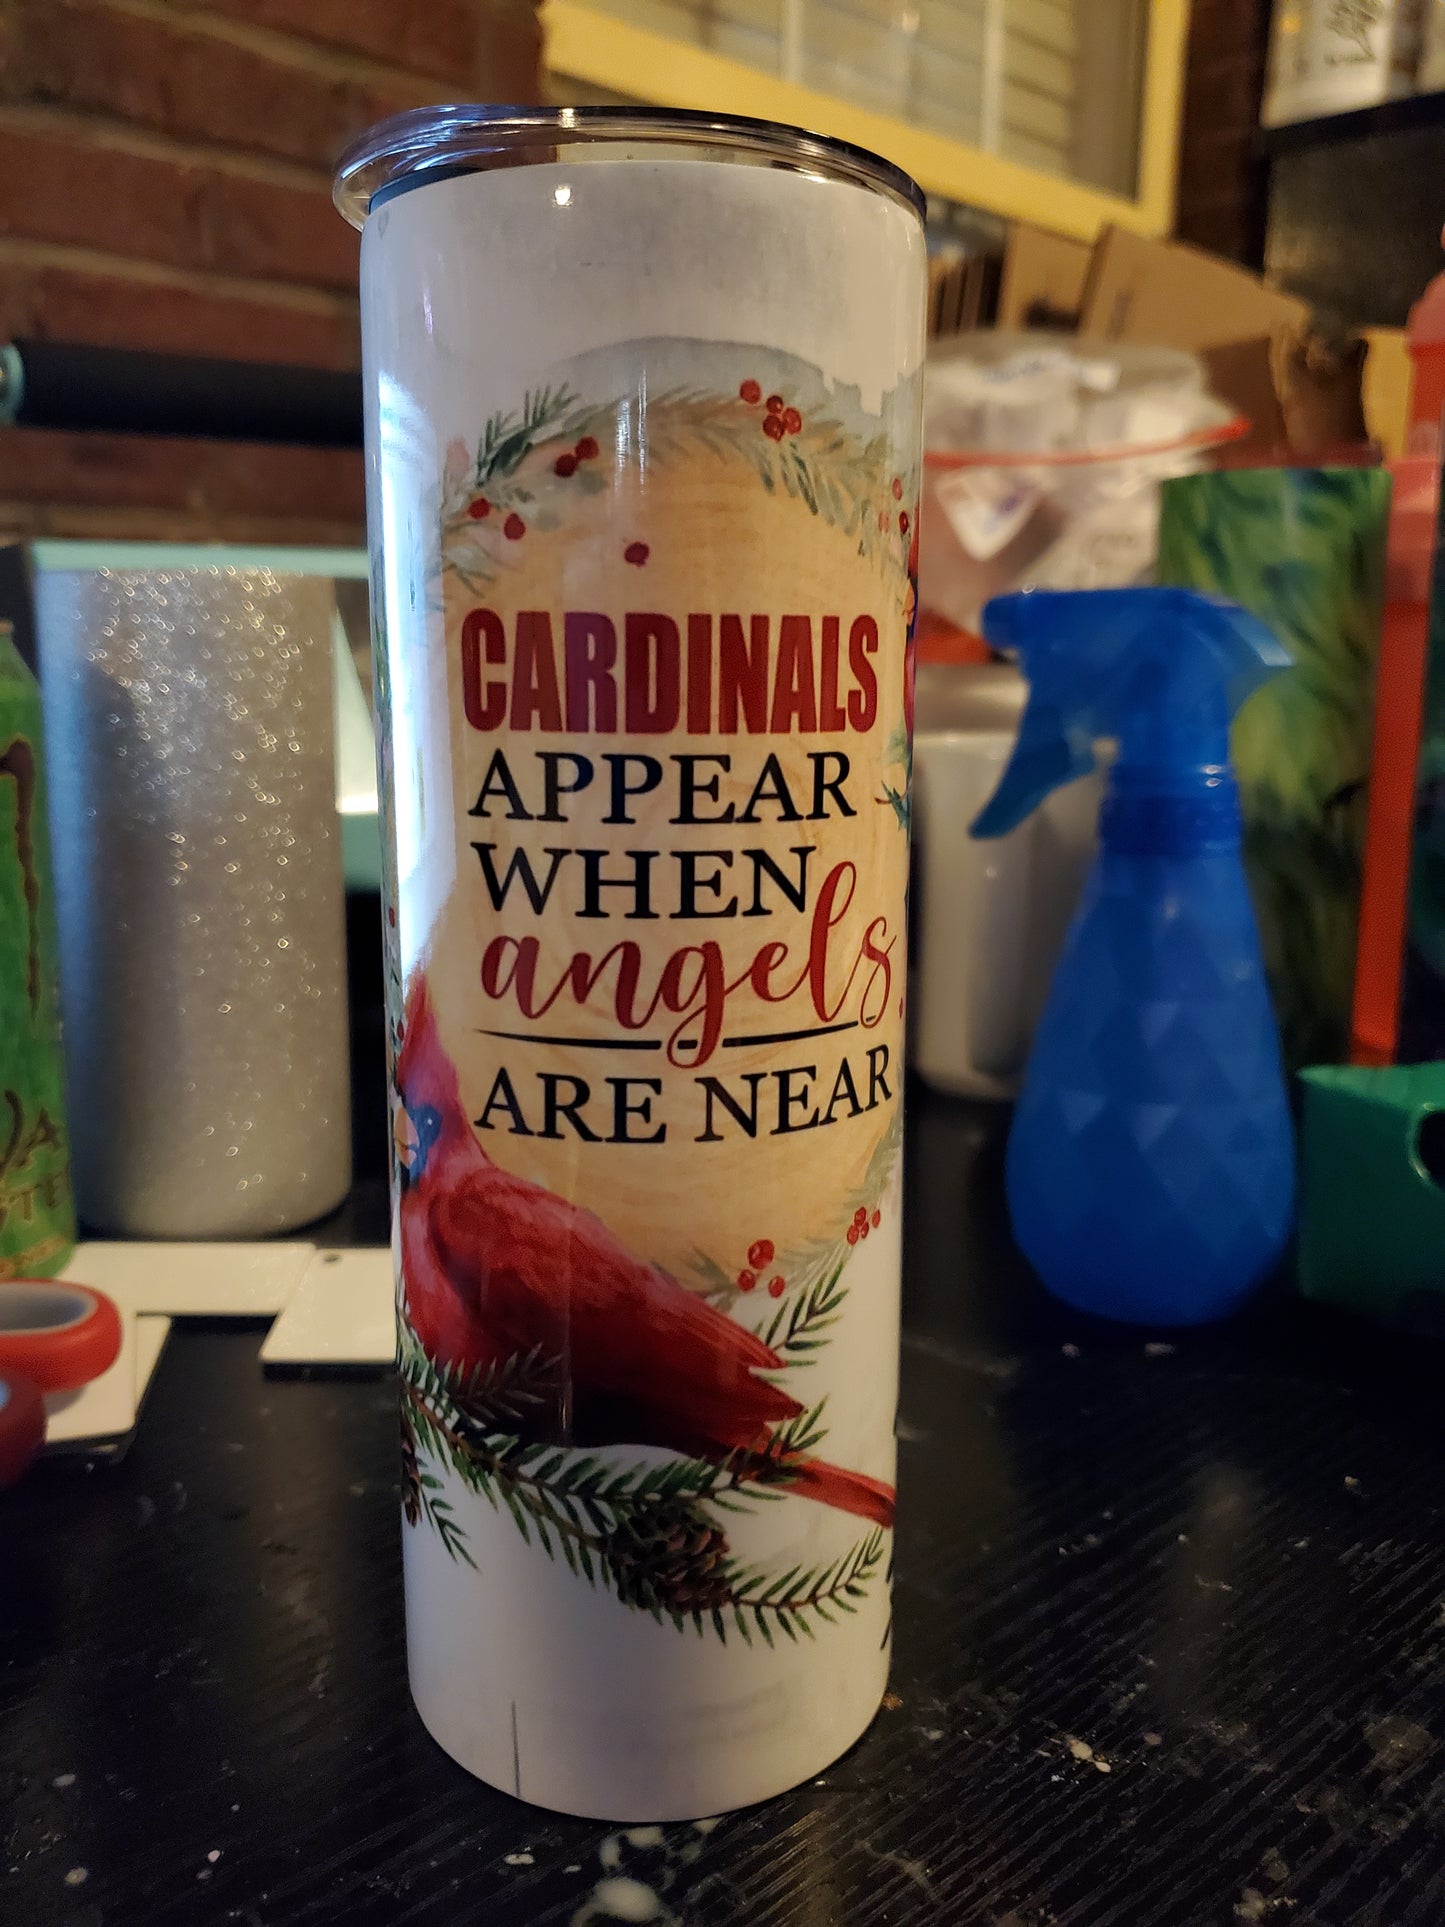 CARDINALS
APPEAR
WHEN
angels
ARE NEAR